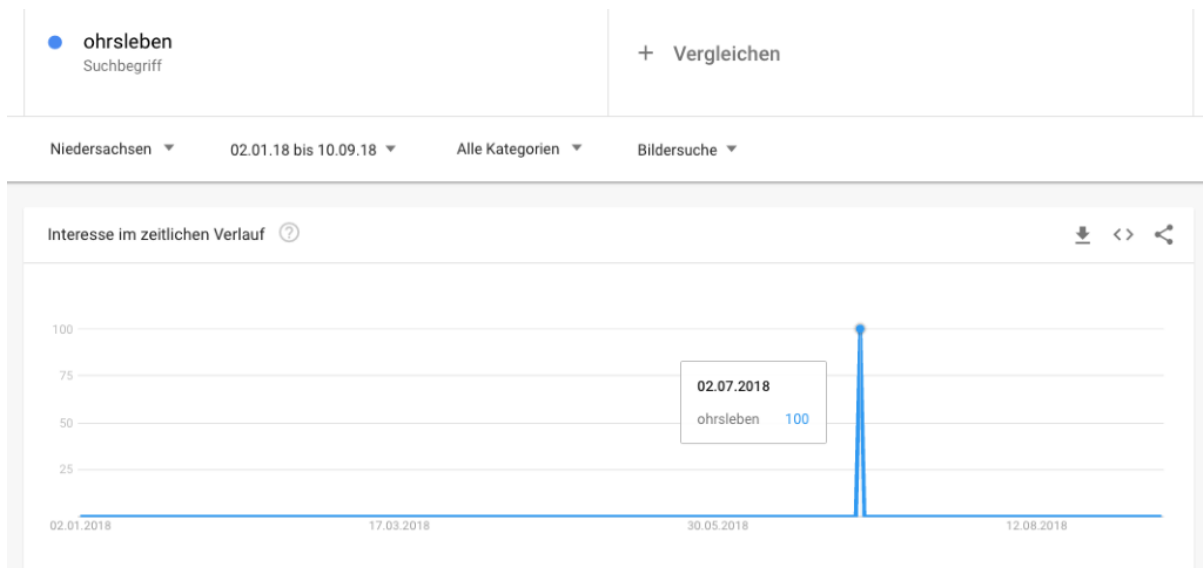 ohrsleben
Suchbegriff
+ Vergleichen
Niedersachsen
02.01.18 bis 10.09.18
Alle Kategorien
Bildersuche
Interesse im zeitlichen Verlauf ?
100
75
50
25
02.07.2018
ohrsleben 100
02.01.2018 17.03.2018 30.05.2018 12.08.2018